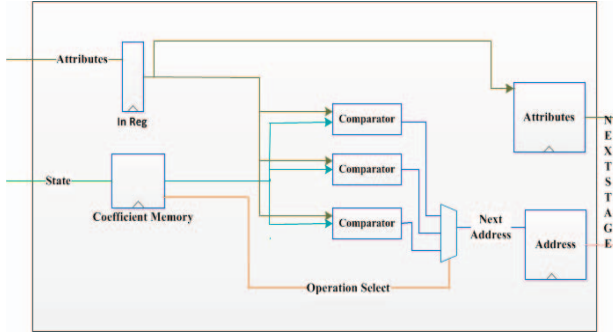 Attributes
In Reg
Comparator
Attributes
State
Coefficient Memory
Comparator
Comparator
Next
Address
Address
Operation Select
N
E
X
T
S
T
A
G
E